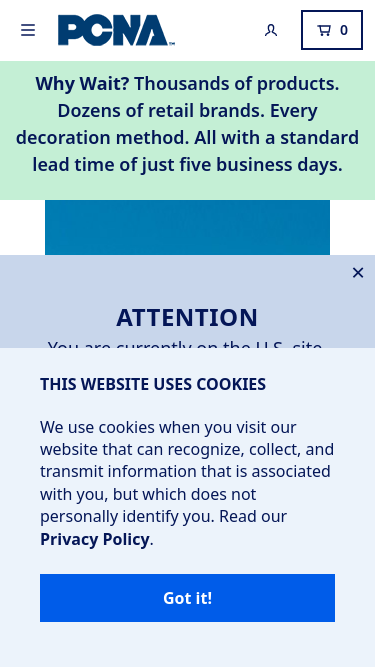 PCNA
0
Why Wait? Thousands of products.
Dozens of retail brands. Every
decoration method. All with a standard
lead time of just five business days.
ATTENTION
You are currently on the U.S. site.
THIS WEBSITE USES COOKIES
We use cookies when you visit our
website that can recognize, collect, and
transmit information that is associated
with you, but which does not
personally identify you. Read our
Privacy Policy.
Got it!